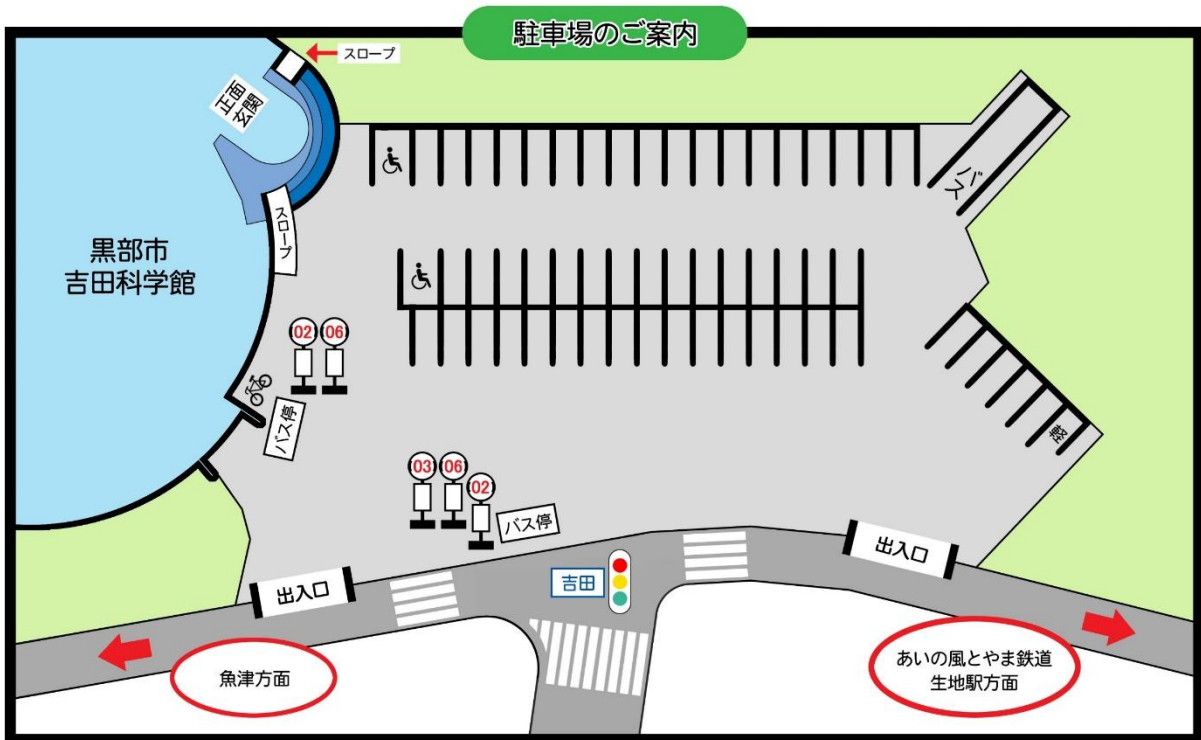 駐車場のご案内
スロープ
正面
玄関
バス
スロープ
黒部市
吉田科学館
02
06
バス停
軽
03
06
02
バス停
出入口
吉田
出入口
魚津方面
あいの風とやま鉄道
生地駅方面